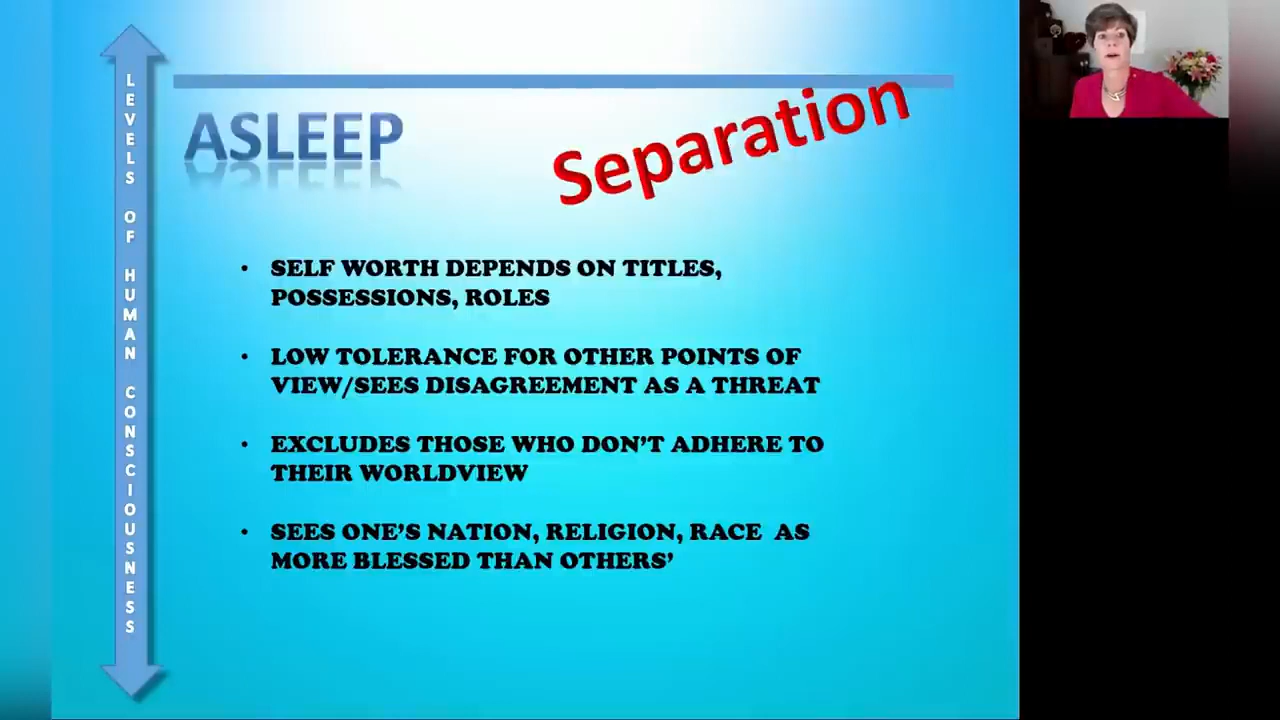 LEVELS OF HUMAN CONSCIOUSNESS
ASLEEP
Separation
• SELF WORTH DEPENDS ON TITLES,
POSSESSIONS, ROLES
• LOW TOLERANCE FOR OTHER POINTS OF
VIEW/SEES DISAGREEMENT AS A THREAT
• EXCLUDES THOSE WHO DON’T ADHERE TO
THEIR WORLDVIEW
• SEES ONE’S NATION, RELIGION, RACE AS
MORE BLESSED THAN OTHERS’